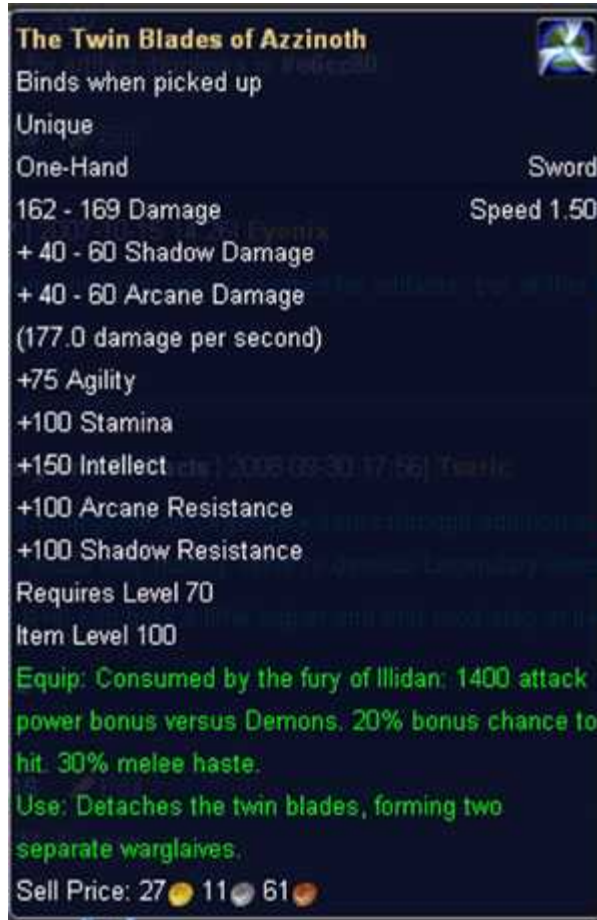 The Twin Blades of Azzinoth
Binds when picked up
Unique
One-Hand Sword
162 - 169 Damage Speed 1.50
+ 40 - 60 Shadow Damage
+ 40 - 60 Arcane Damage
(177.0 damage per second)
+75 Agility
+100 Stamina
+150 Intellect
+100 Arcane Resistance
+100 Shadow Resistance
Requires Level 70
Item Level 100
Equip: Consumed by the fury of Illidan: 1400 attack
power bonus versus Demons. 20% bonus chance to
hit. 30% melee haste.
Use: Detaches the twin blades, forming two
separate warglaives.
Sell Price: 27 11 61